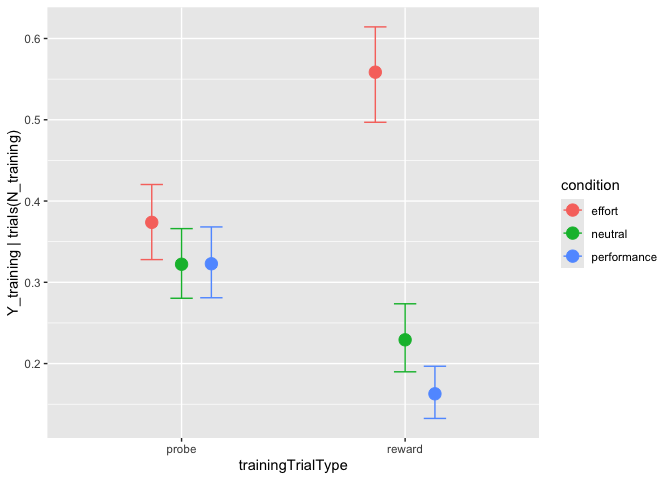 Y_training | trials(N_training)
0.6
0.5
0.4
0.3
0.2
probe
reward
trainingTrialType
condition
effort
neutral
performance